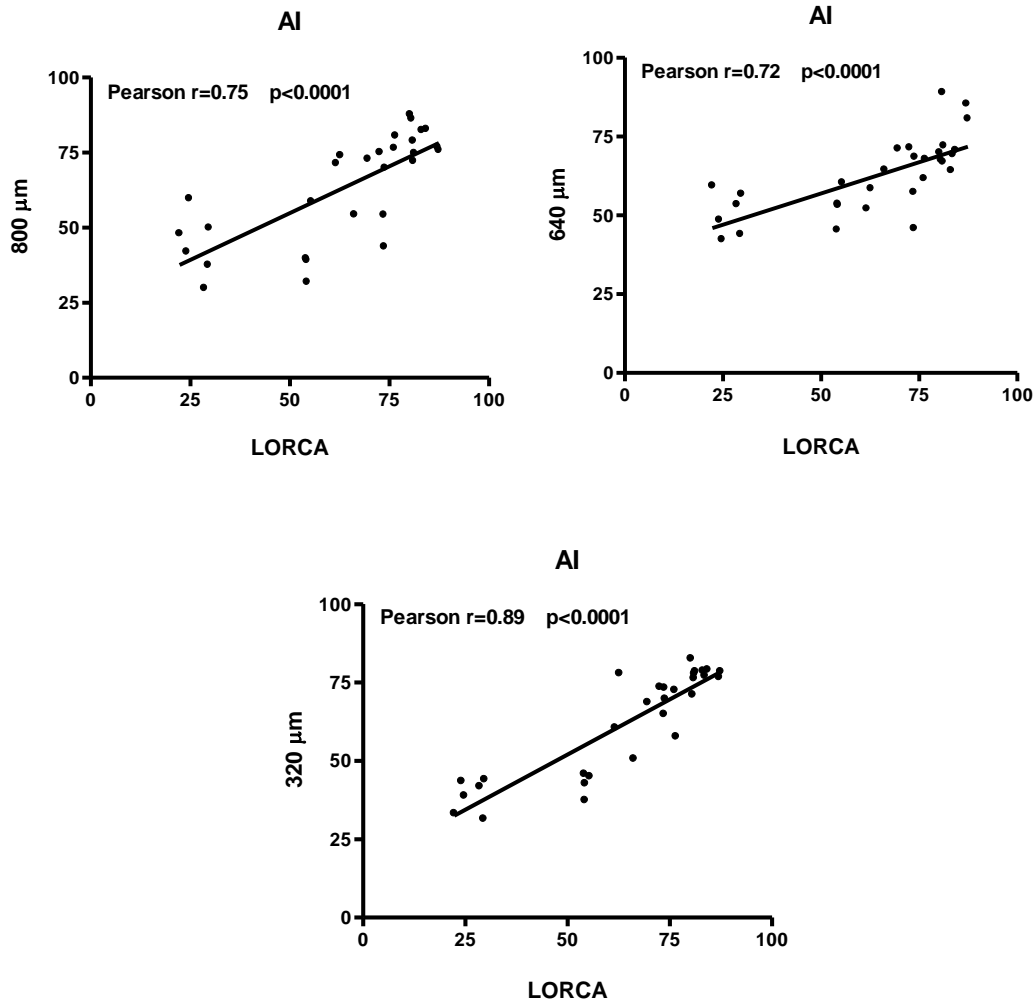 AI
Pearson r=0.75 p<0.0001
100
75
50
25
0
800 µm
0 25 50 75 100
LORCA
AI
Pearson r=0.72 p<0.0001
100
75
50
25
0
640 µm
0 25 50 75 100
LORCA
AI
Pearson r=0.89 p<0.0001
100
75
50
25
0
320 µm
0 25 50 75 100
LORCA